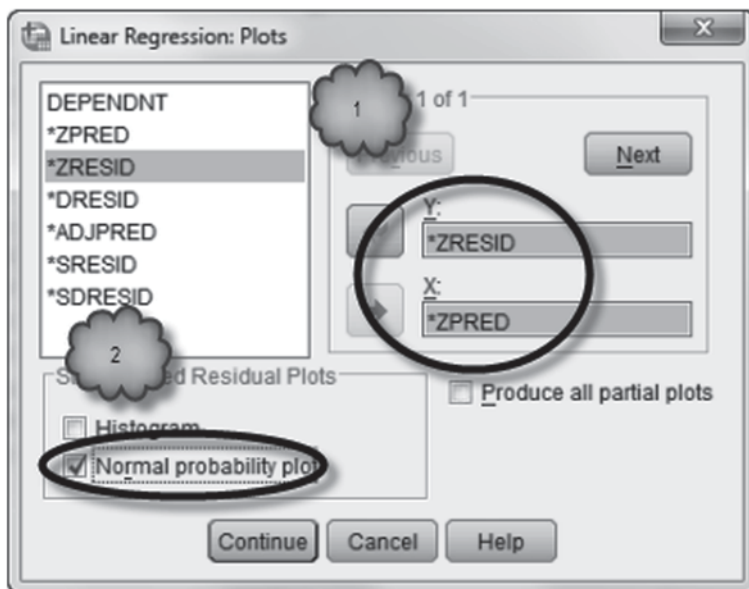 Linear Regression: Plots
DEPENDNT
*ZPRED
*ZRESID
*DRESID
*ADJPRED
*SRESID
*SDRESID
1
1 of 1
Next
Y:
*ZRESID
X:
*ZPRED
2
Residual Plots
Histogram
Normal probability plot
Produce all partial plots
Continue
Cancel
Help